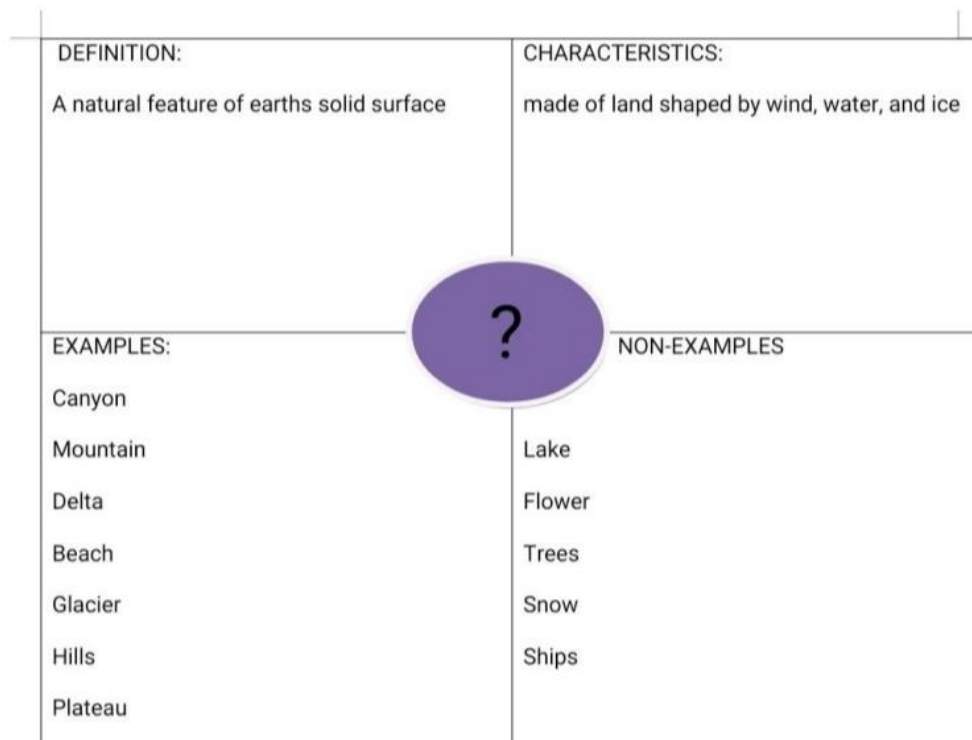 DEFINITION:
A natural feature of earths solid surface
CHARACTERISTICS:
made of land shaped by wind, water, and ice
?
EXAMPLES:
Canyon
Mountain
Delta
Beach
Glacier
Hills
Plateau
NON-EXAMPLES
Lake
Flower
Trees
Snow
Ships